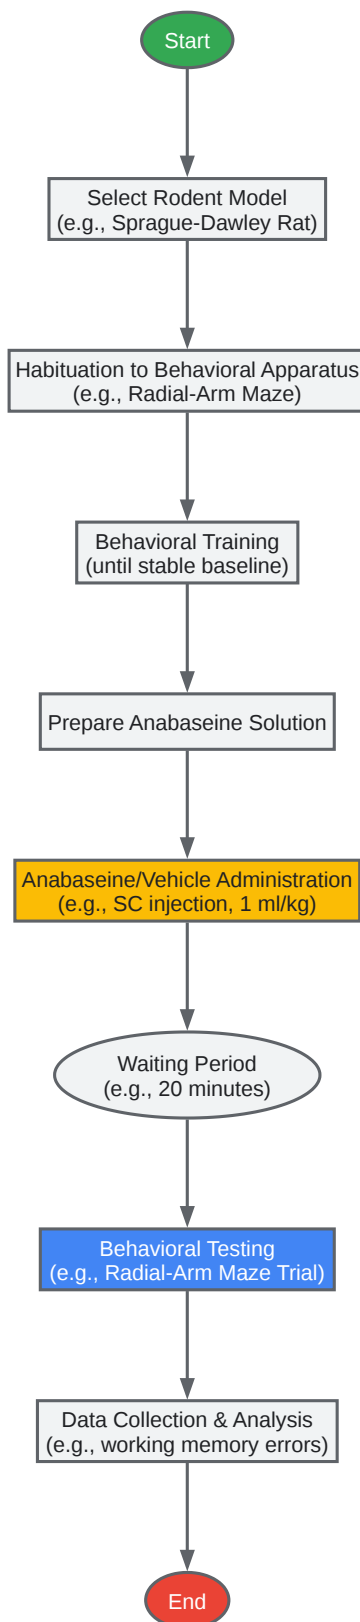 Start
Select Rodent Model
(e.g., Sprague-Dawley Rat)
Habituation to Behavioral Apparatus
(e.g., Radial-Arm Maze)
Behavioral Training
(until stable baseline)
Prepare Anabaseine Solution
Anabaseine/Vehicle Administration
(e.g., SC injection, 1 ml/kg)
Waiting Period
(e.g., 20 minutes)
Behavioral Testing
(e.g., Radial-Arm Maze Trial)
Data Collection & Analysis
(e.g., working memory errors)
End